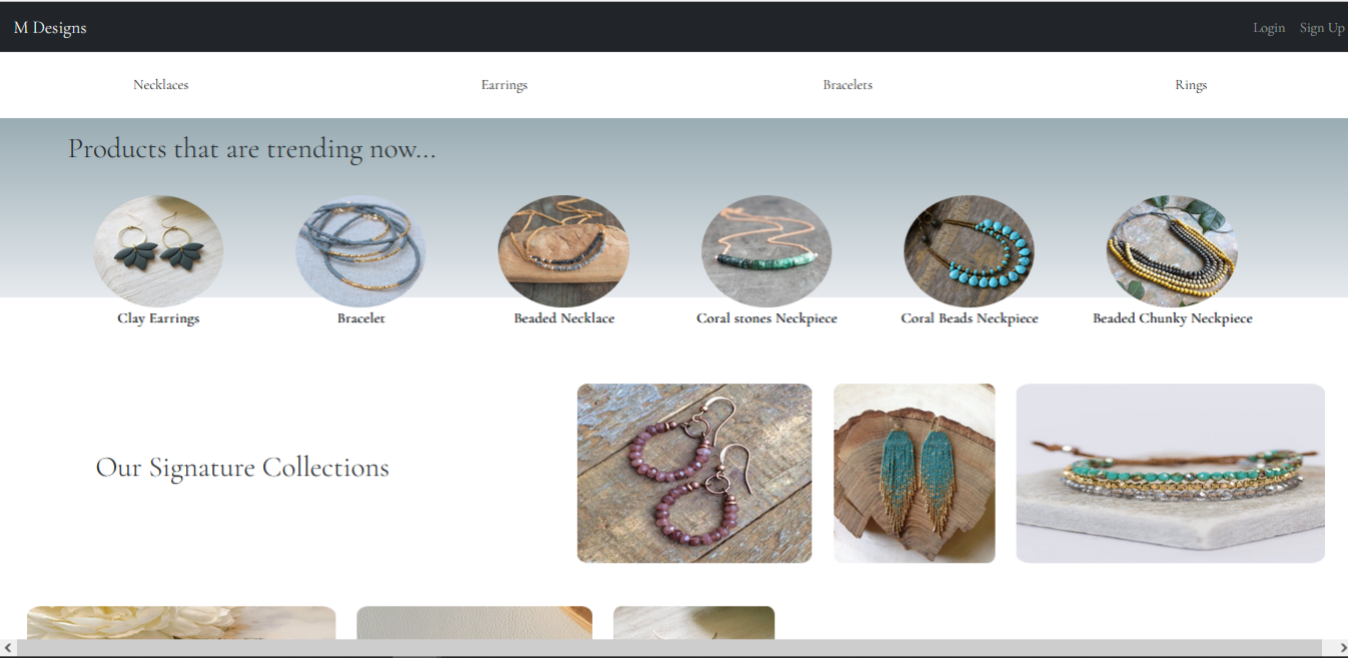 M Designs
Login Sign Up
Necklaces Earrings Bracelets Rings
Products that are trending now...
Clay Earrings Bracelet Beaded Necklace Coral stones Neckpiece Coral Beads Neckpiece Beaded Chunky Neckpiece
Our Signature Collections